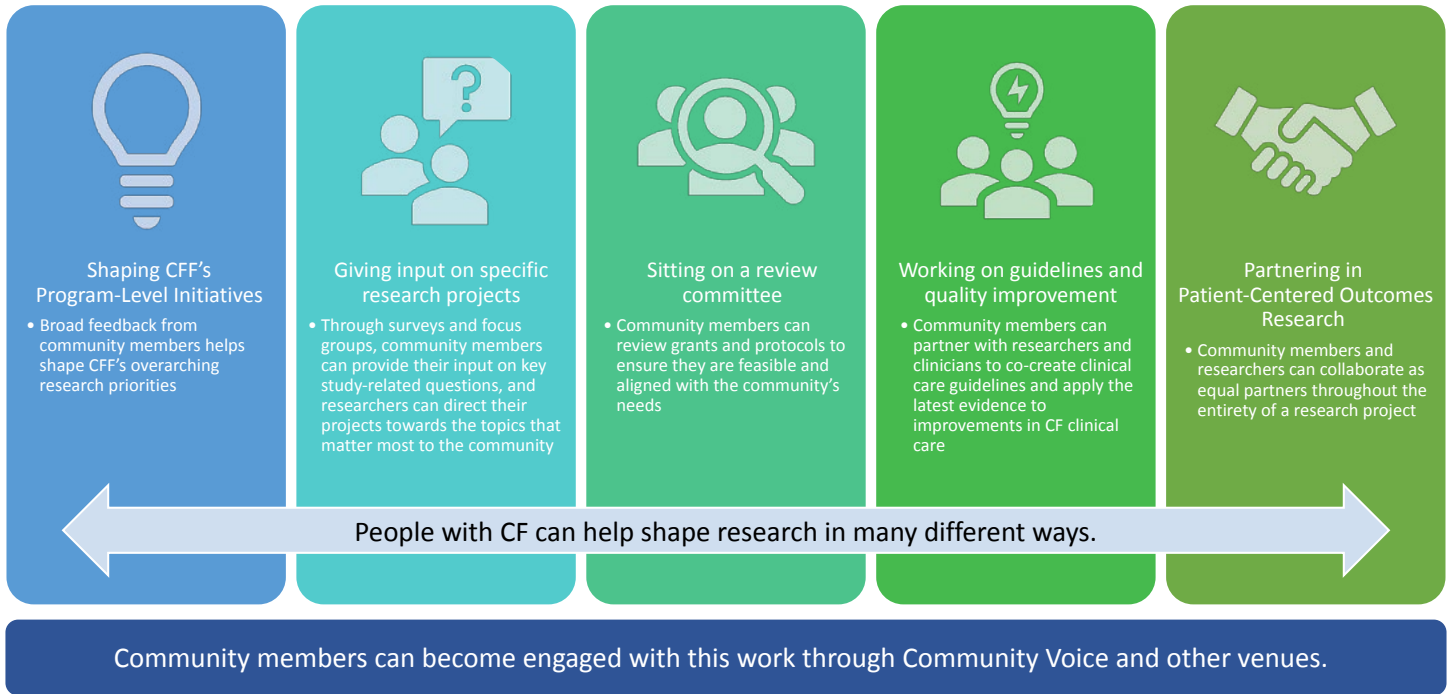 ?
Shaping CFF's
Program-Level Initiatives
• Broad feedback from
community members helps
shape CFF's overarching
research priorities
Giving input on specific
research projects
• Through surveys and focus
groups, community members
can provide their input on key
study-related questions, and
researchers can direct their
projects towards the topics that
matter most to the community
Sitting on a review
committee
• Community members can
review grants and protocols to
ensure they are feasible and
aligned with the community's
needs
Working on guidelines and
quality improvement
• Community members can
partner with researchers and
clinicians to co-create clinical
care guidelines and apply the
latest evidence to
improvements in CF clinical
care
Partnering in
Patient-Centered Outcomes
Research
• Community members and
researchers can collaborate as
equal partners throughout the
entirety of a research project
People with CF can help shape research in many different ways.
Community members can become engaged with this work through Community Voice and other venues.